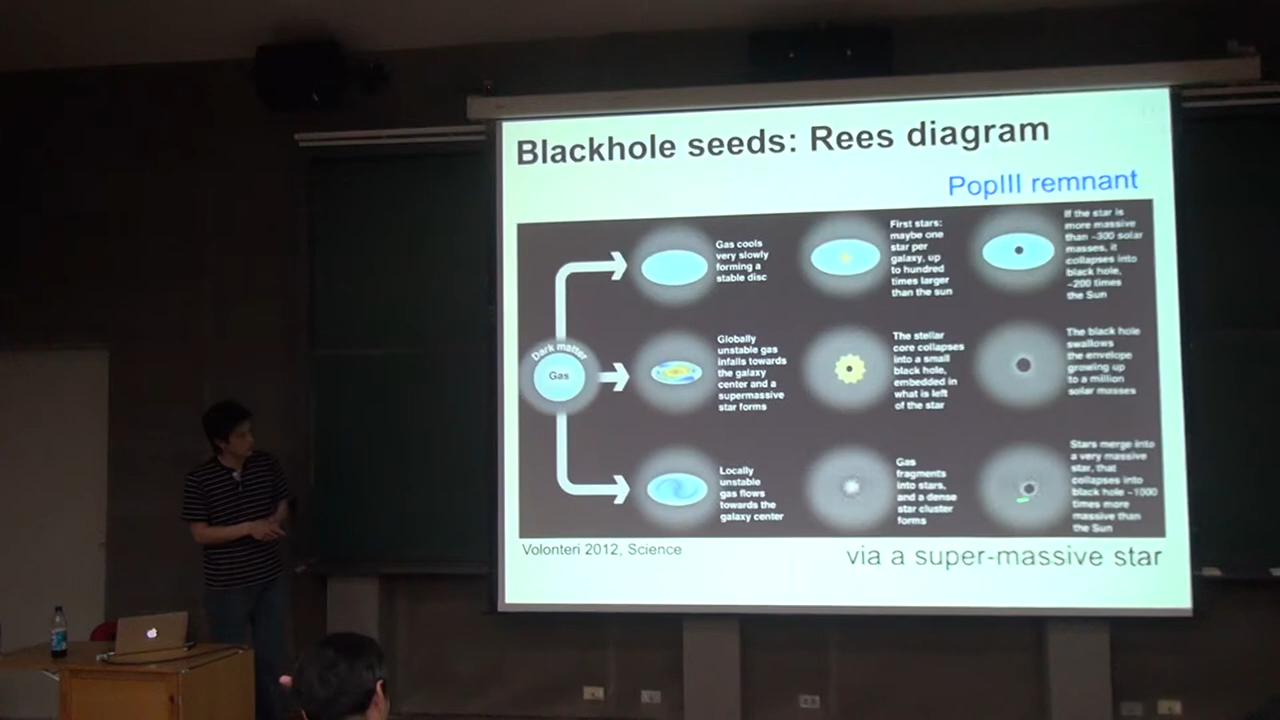 Blackhole seeds: Rees diagram
PopIII remnant
Gas cools
very slowly
forming a
stable disc
First stars:
maybe one
star per
galaxy, up
to hundred
times larger
than the sun
If the star is
more massive
than ~300 solar
masses, it
collapses into
black hole,
~200 times
the Sun
Dark matter
Gas
Globally
unstable gas
infalls towards
the galaxy
center and a
supermassive
star forms
The stellar
core collapses
into a small
black hole,
embedded in
what is left
of the star
The black hole
swallows
the envelope
growing up
to a million
solar masses
Locally
unstable
gas flows
towards the
galaxy center
Gas
fragments
into stars,
and a dense
star cluster
forms
Stars merge into
a very massive
star, that
collapses into
black hole ~1000
times more
massive than
the Sun
Volonteri 2012, Science
via a super-massive star